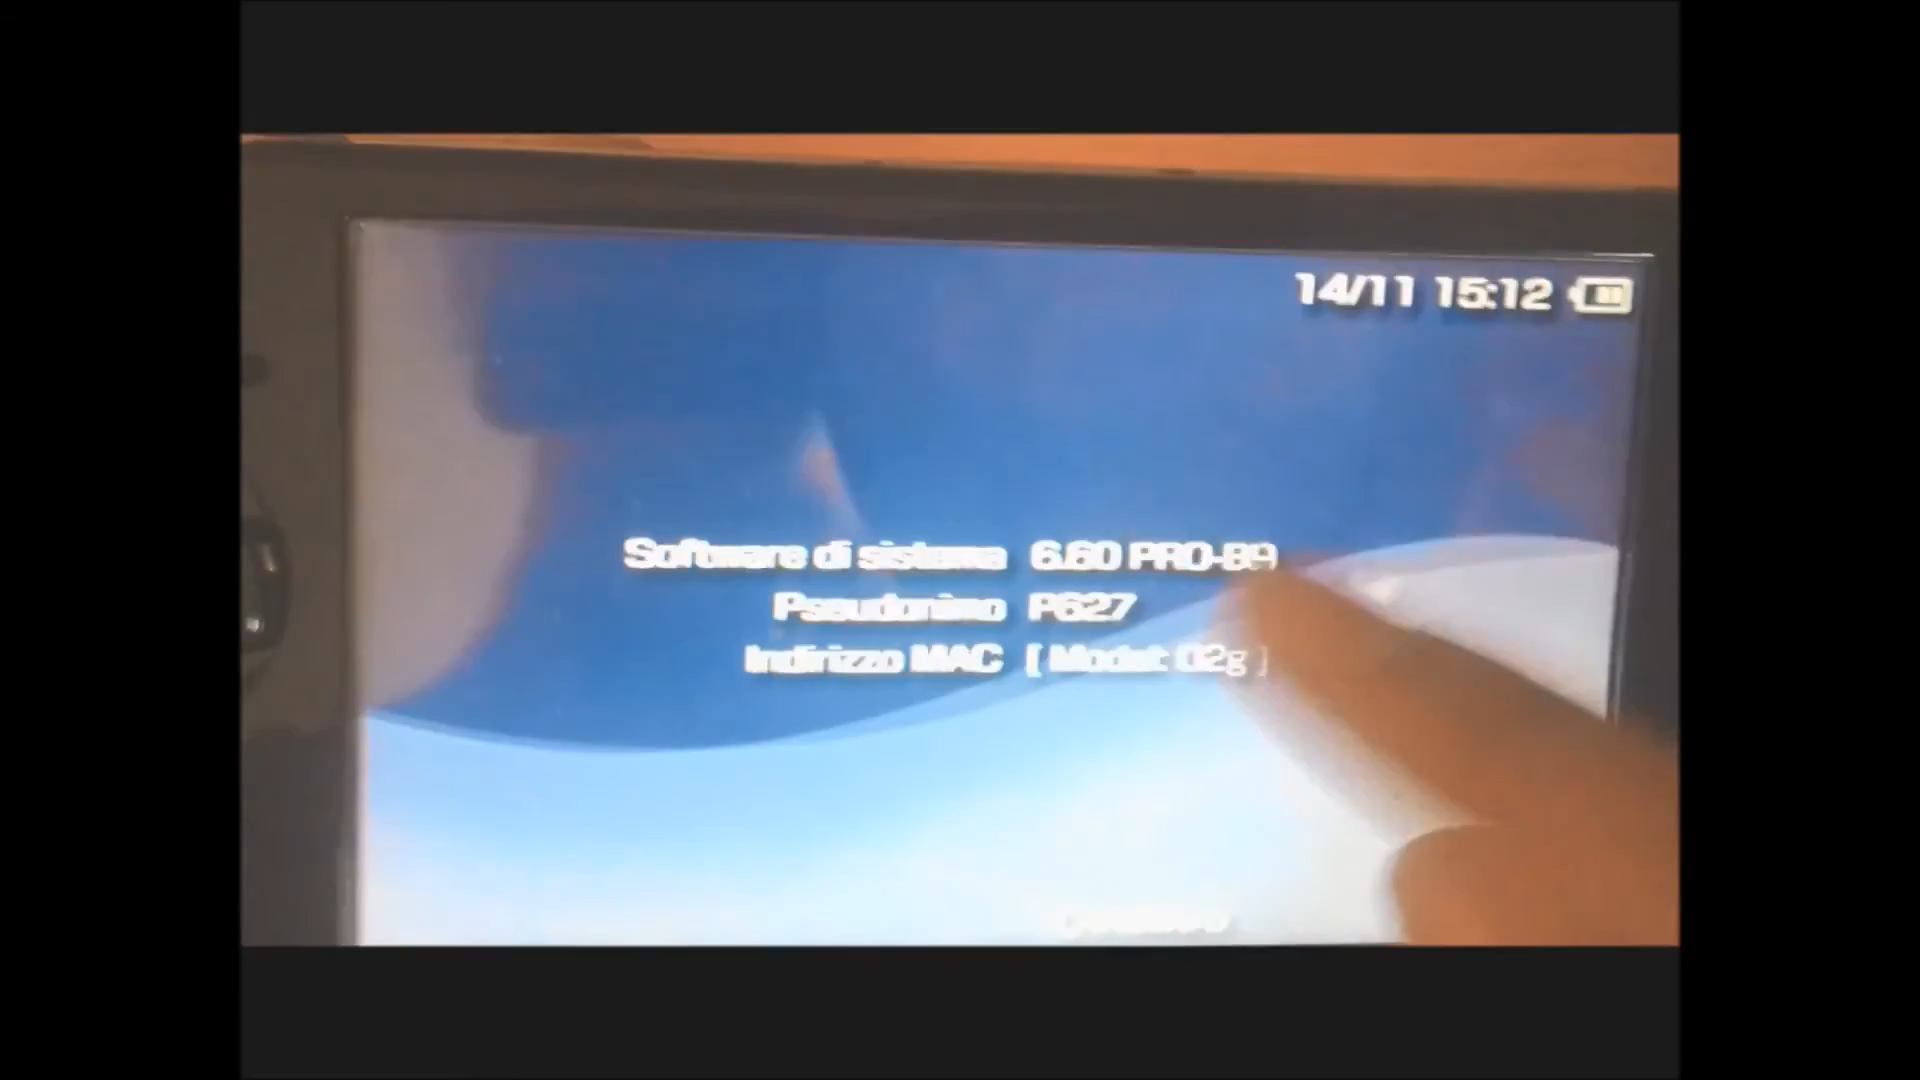 14/11 15:12
Software di sistema 6.60 PRO-B9
Pseudonimo P627
Indirizzo MAC [ Model: 02g ]